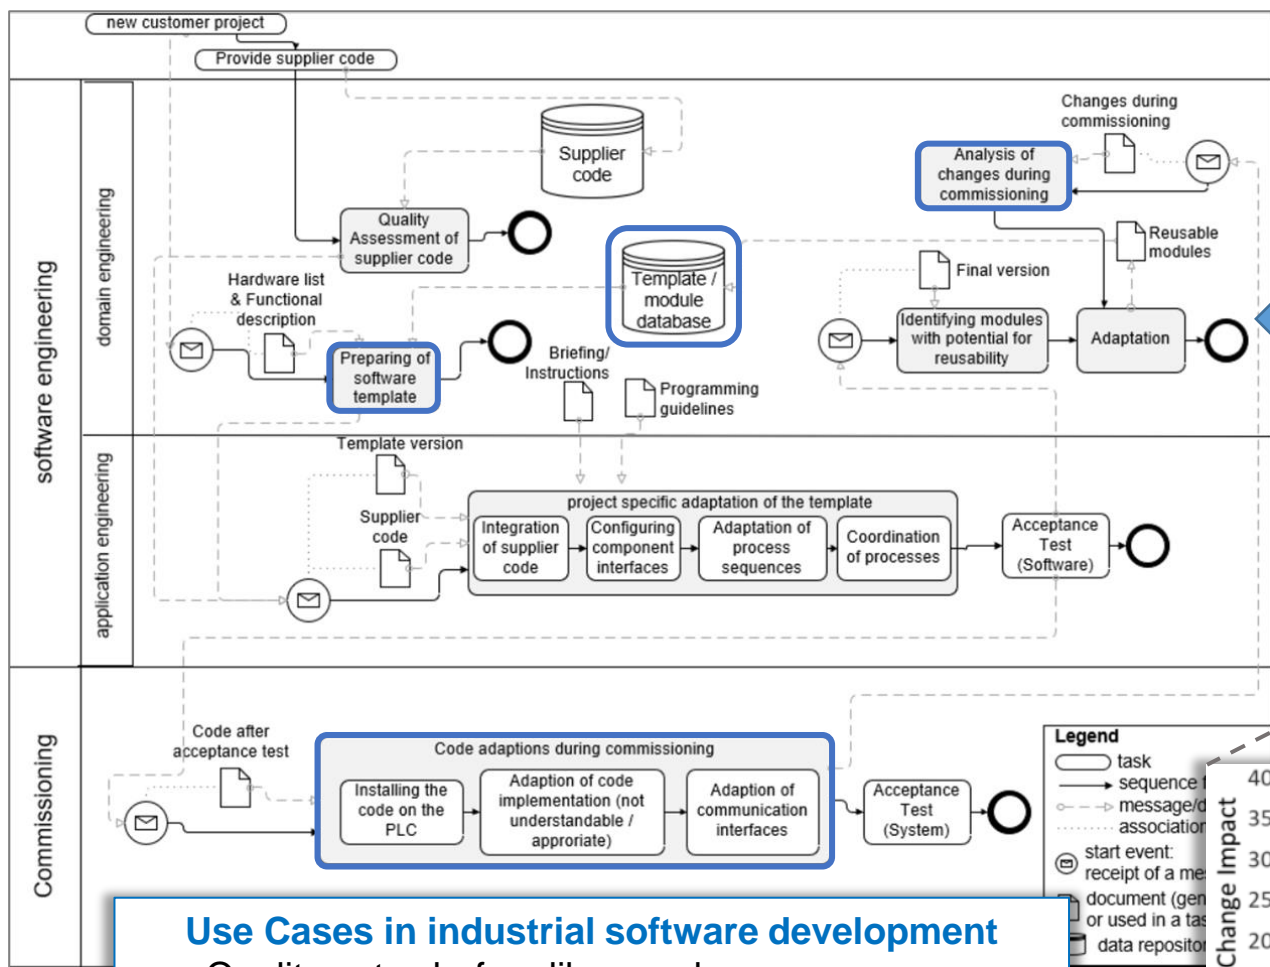 new customer project
Provide supplier code
software engineering
domain engineering
Supplier
code
Changes during
commissioning
Analysis of
changes during
commissioning
Quality
Assessment of
supplier code
Reusable
modules
Hardware list
& Functional
description
Template /
module
database
Final version
Identifying modules
with potential for
reusability
Adaptation
Preparing of
software
template
Briefing/
Instructions
Programming
guidelines
application engineering
Template version
Supplier
code
project specific adaptation of the template
Integration
of supplier
code
Configuring
component
interfaces
Adaptation of
process
sequences
Coordination
of processes
Acceptance
Test
(Software)
Commissioning
Code after
acceptance test
Code adaptions during commissioning
Installing the
code on the
PLC
Adaption of code
implementation (not
understandable /
approriate)
Adaption of
communication
interfaces
Acceptance
Test
(System)
Legend
task
sequence
message/
association
start event:
receipt of a
document
or used in a
data
Change Impact
40
35
30
25
20
Use Cases in industrial software development